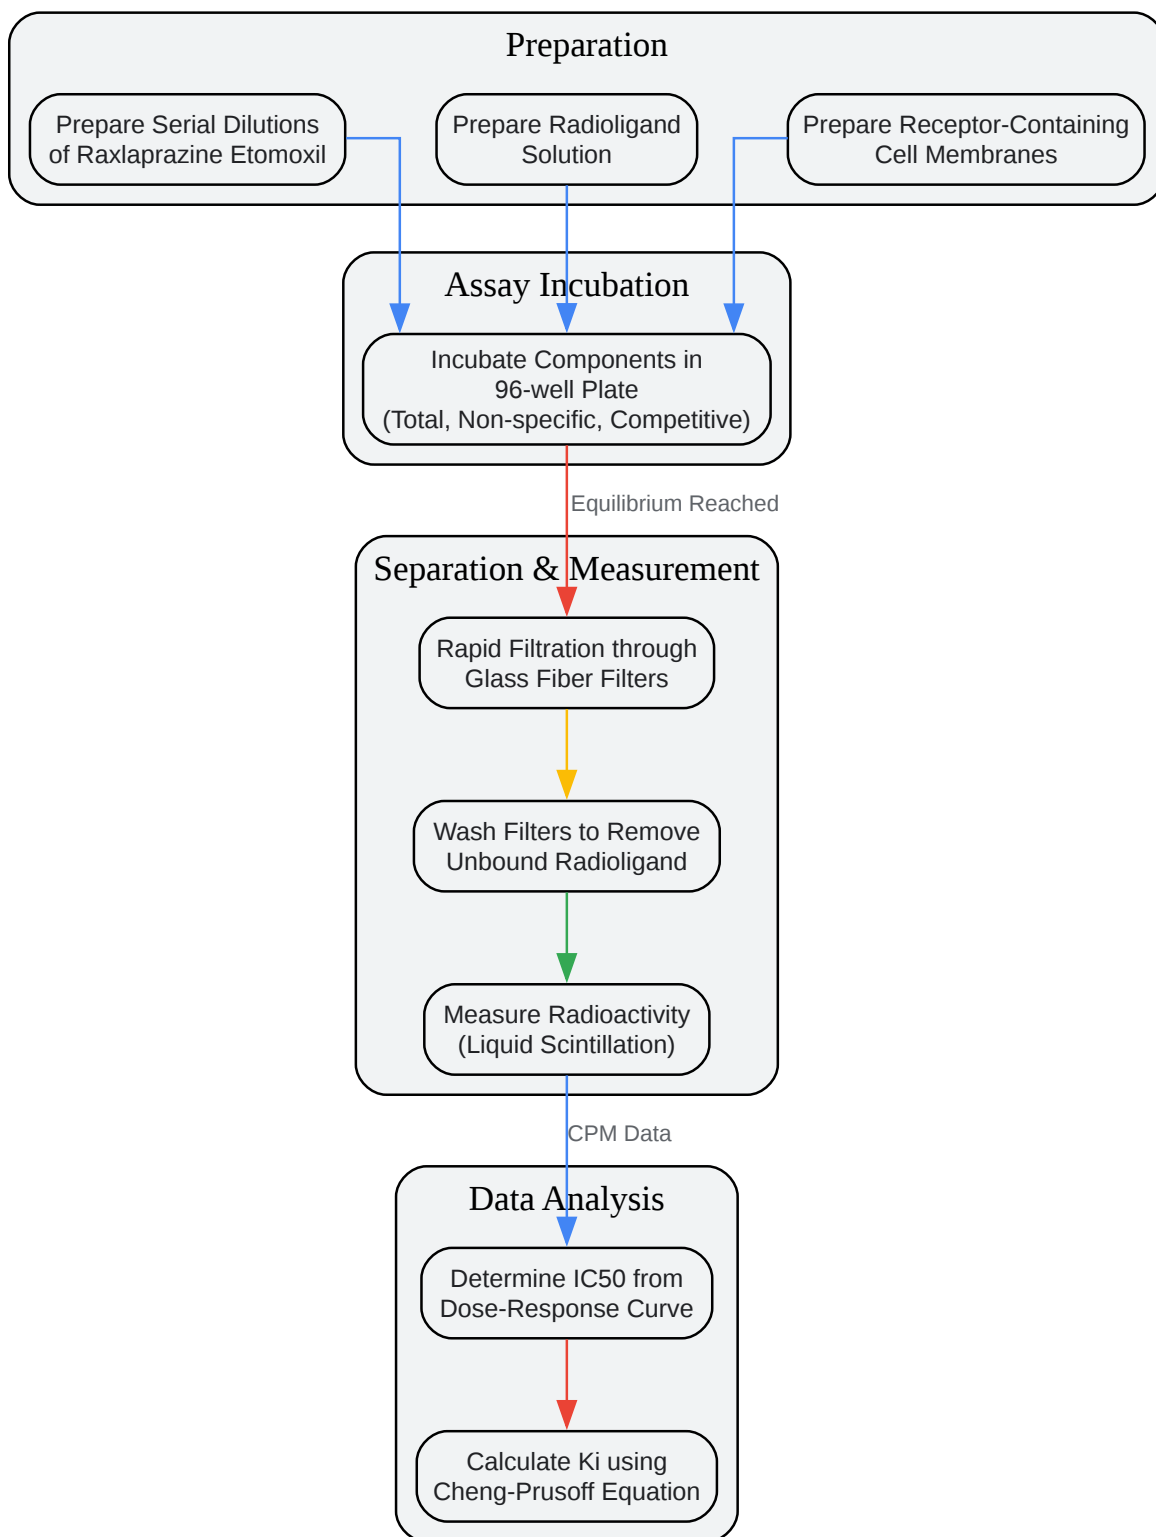 Preparation
Prepare Serial Dilutions
of Raxlaprazine Etomoxil
Prepare Radioligand
Solution
Prepare Receptor-Containing
Cell Membranes
Assay Incubation
Incubate Components in
96-well Plate
(Total, Non-specific, Competitive)
Equilibrium Reached
Separation & Measurement
Rapid Filtration through
Glass Fiber Filters
Wash Filters to Remove
Unbound Radioligand
Measure Radioactivity
(Liquid Scintillation)
CPM Data
Data Analysis
Determine IC50 from
Dose-Response Curve
Calculate Ki using
Cheng-Prusoff Equation